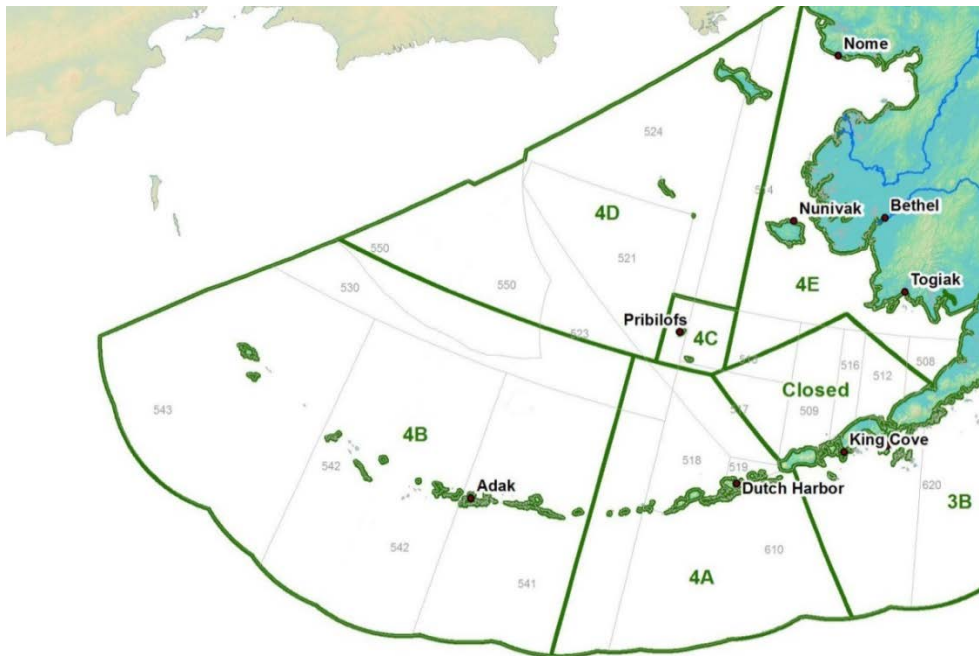 Nome
524
514
4D
Nunivak
Bethel
550
521
4E
Togiak
530
550
Pribilofs
523
4C
516
508
512
Closed
543
517
509
4B
King Cove
542
518
519
Adak
Dutch Harbor
620
3B
542
610
541
4A